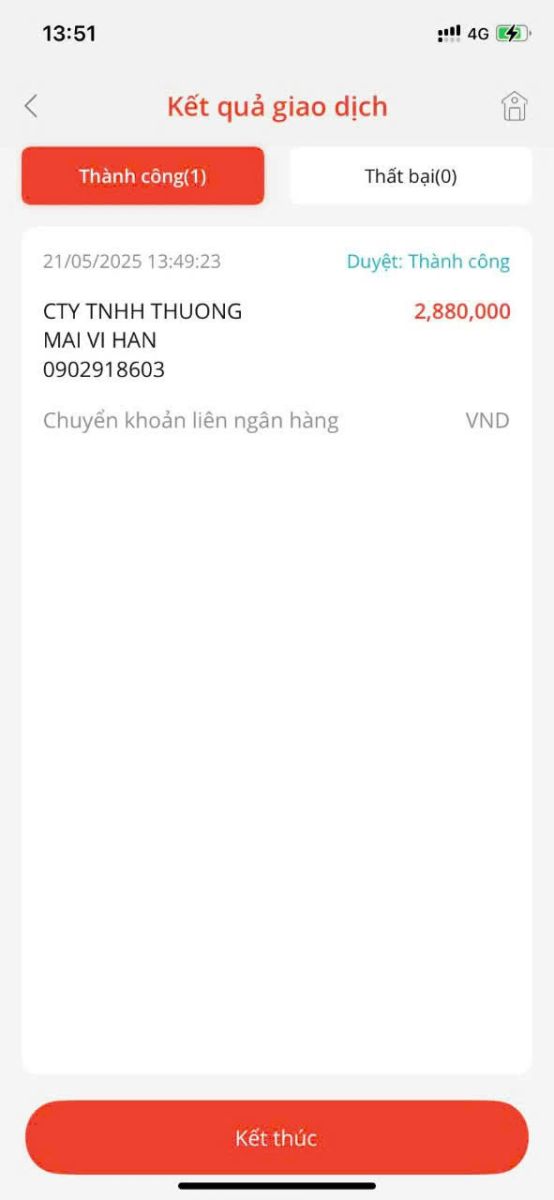 13:51 4G
Kết quả giao dịch
Thành công(1) Thất bại(0)
21/05/2025 13:49:23 Duyệt: Thành công
CTY TNHH THUONG 2,880,000
MAI VI HAN
0902918603
Chuyển khoản liên ngân hàng VND
Kết thúc